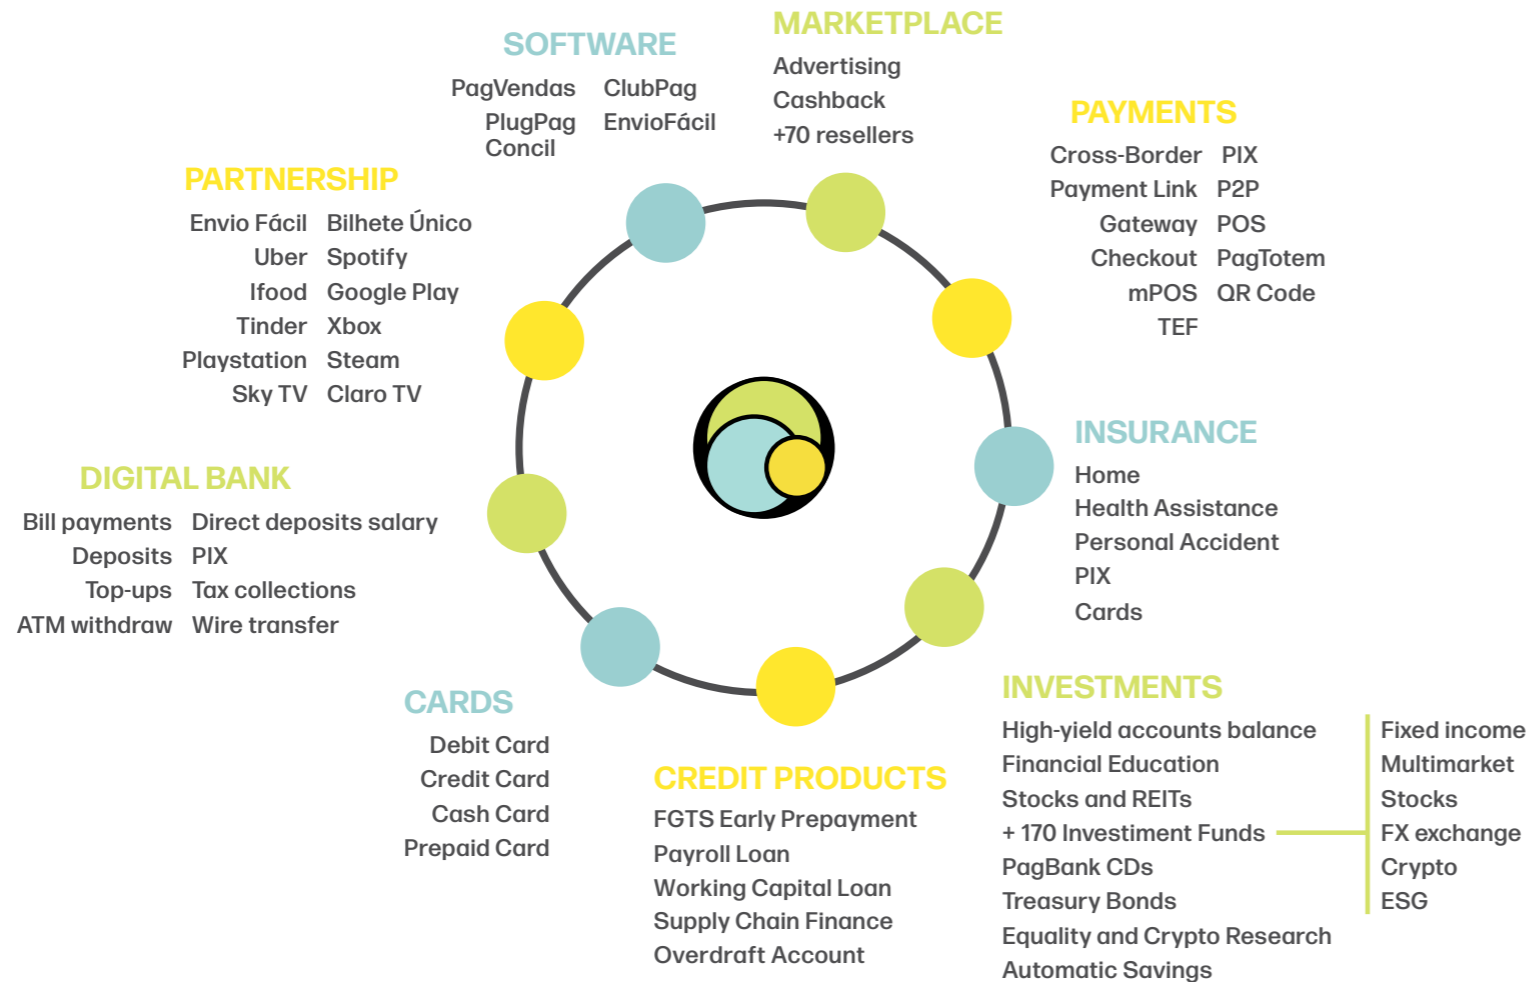 SOFTWARE
PagVendas ClubPag
PlugPag EnvioFácil
Concil
MARKETPLACE
Advertising
Cashback
+70 resellers
PAYMENTS
Cross-Border PIX
Payment Link P2P
Gateway POS
Checkout PagTotem
mPOS QR Code
TEF
PARTNERSHIP
Envio Fácil Bilhete Único
Uber Spotify
Ifood Google Play
Tinder Xbox
Playstation Steam
Sky TV Claro TV
INSURANCE
Home
Health Assistance
Personal Accident
PIX
Cards
DIGITAL BANK
Bill payments Direct deposits salary
Deposits PIX
Top-ups Tax collections
ATM withdraw Wire transfer
CARDS
Debit Card
Credit Card
Cash Card
Prepaid Card
CREDIT PRODUCTS
FGTS Early Prepayment
Payroll Loan
Working Capital Loan
Supply Chain Finance
Overdraft Account
INVESTMENTS
High-yield accounts balance
Financial Education
Stocks and REITs
+ 170 Investiment Funds
PagBank CDs
Treasury Bonds
Equality and Crypto Research
Automatic Savings
Fixed income
Multimarket
Stocks
FX exchange
Crypto
ESG